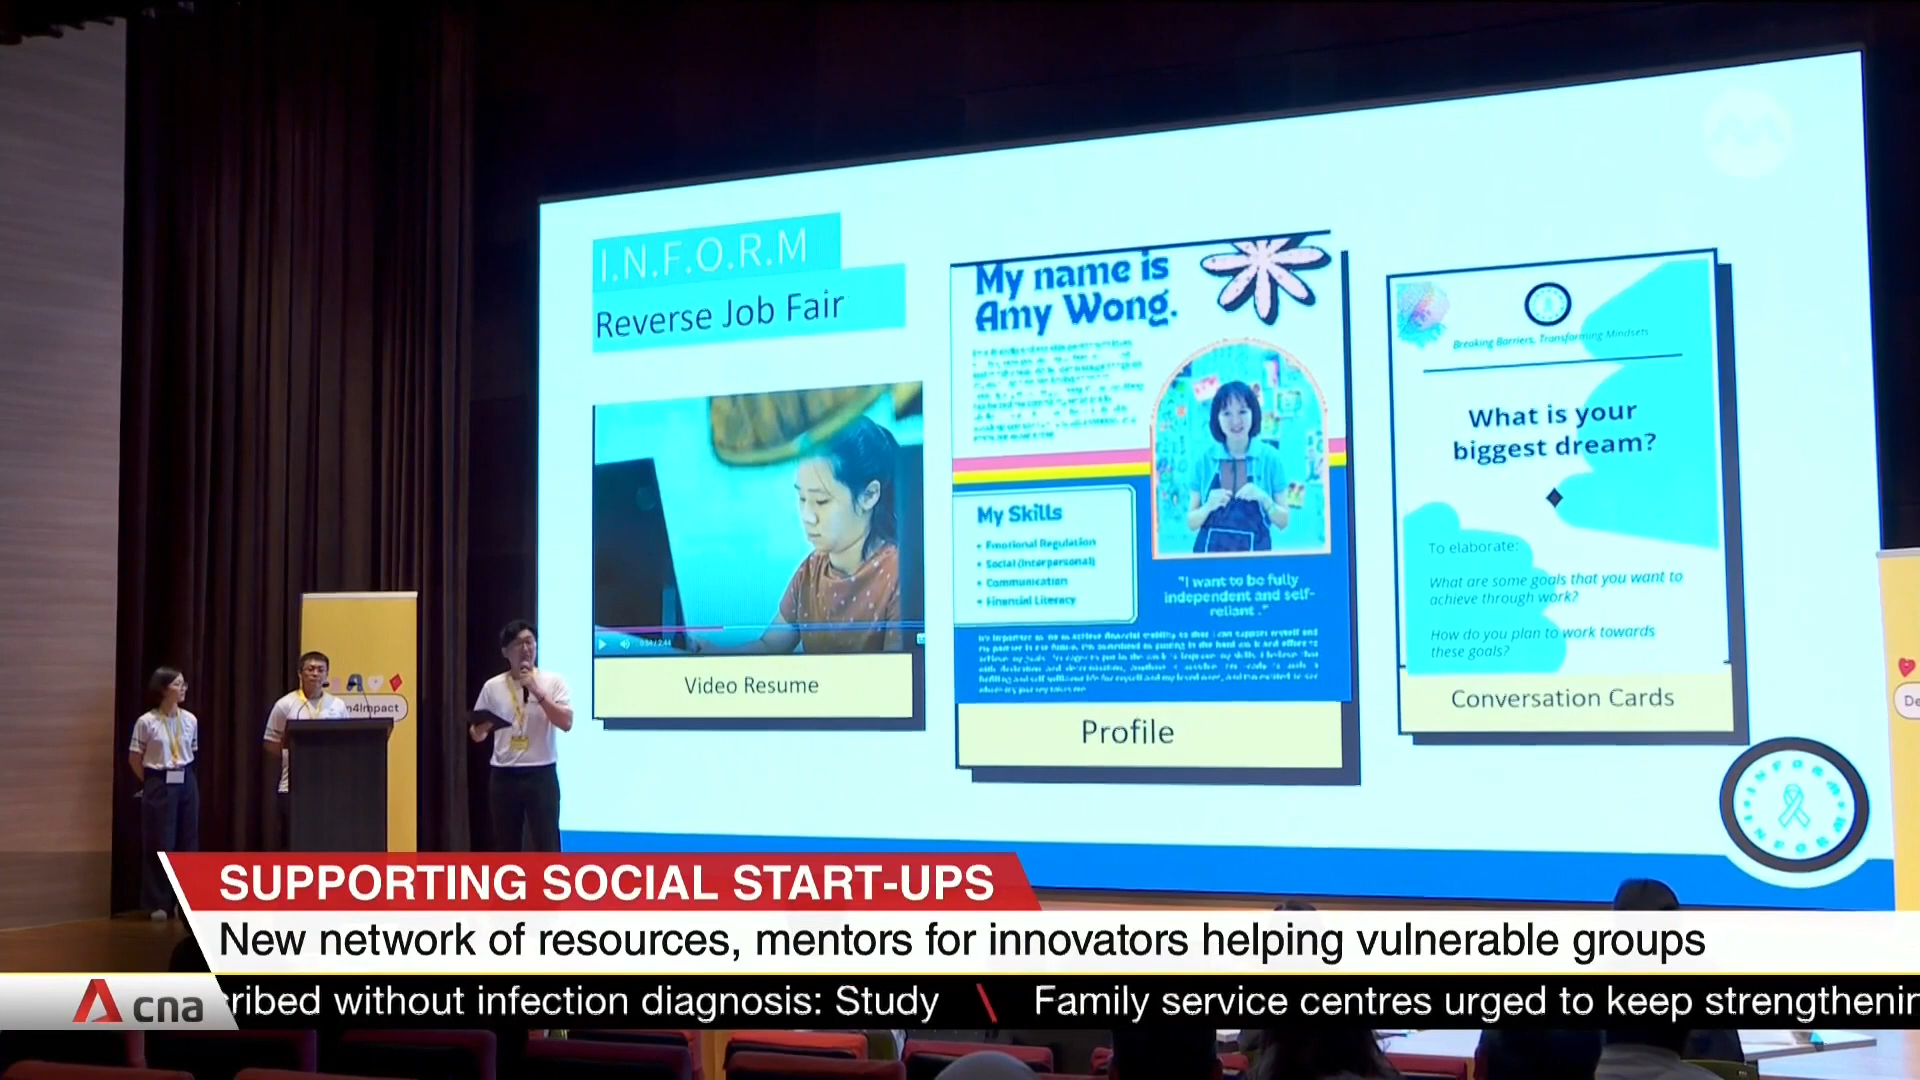 I.N.F.O.R.M
Reverse Job Fair
Video Resume
My name is
Amy Wong.
My Skills
• Emotional Regulation
• Social (Interpersonal)
• Communication
• Financial Literacy
"I want to be fully
independent and self-
reliant."
Profile
Breaking Barriers, Transforming Mindsets
What is your
biggest dream?
To elaborate:
What are some goals that you want to
achieve through work?
How do you plan to work towards
these goals?
Conversation Cards
n4Impact
De
SUPPORTING SOCIAL START-UPS
New network of resources, mentors for innovators helping vulnerable groups
cna
cribed without infection diagnosis: Study \ Family service centres urged to keep strengthenin